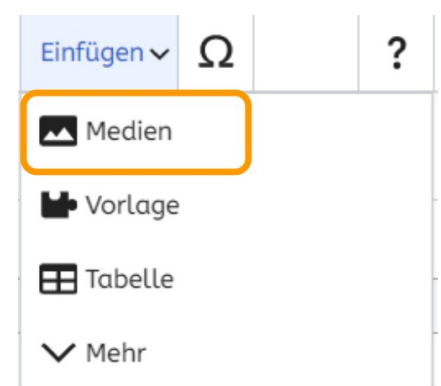 Einfügen Ω ?
Medien
Vorlage
Tabelle
Mehr